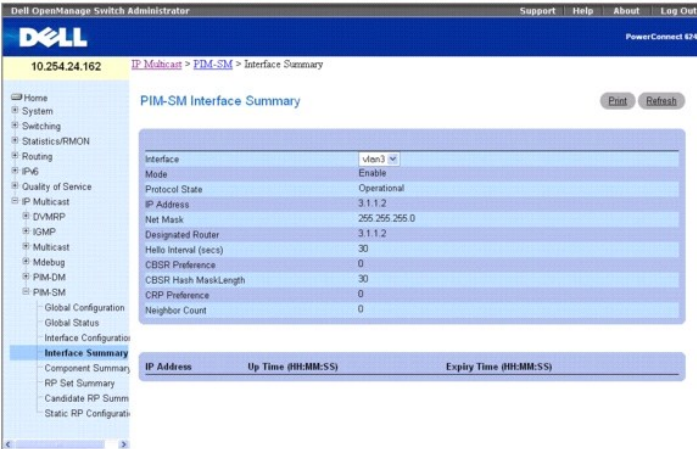 Dell OpenManage Switch Administrator
Support Help About Log Out
DELL
PowerConnect 624
10.254.24.162
IP Multicast > PIM-SM > Interface Summary
Home
System
Switching
Statistics/RMON
Routing
IPv6
Quality of Service
IP Multicast
DVMRP
IGMP
Multicast
Mdebug
PIM-DM
PIM-SM
Global Configuration
Global Status
Interface Configuration
Interface Summary
Component Summary
RP Set Summary
Candidate RP Summ
Static RP Configurati
PIM-SM Interface Summary
Print Refresh
Interface vlan3
Mode Enable
Protocol State Operational
IP Address 3.1.1.2
Net Mask 255.255.255.0
Designated Router 3.1.1.2
Hello Interval (secs) 30
CBSR Preference 0
CBSR Hash MaskLength 30
CRP Preference 0
Neighbor Count 0
IP Address Up Time (HH:MM:SS) Expiry Time (HH:MM:SS)